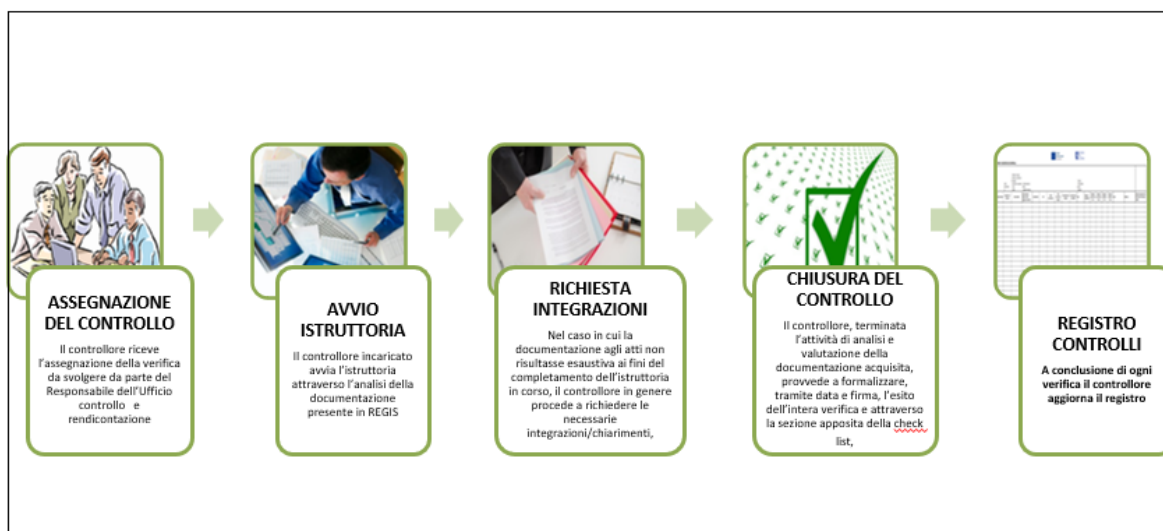 ASSEGNAZIONE
DEL CONTROLLO
Il controllore riceve
l'assegnazione della verifica
da svolgere da parte del
Responsabile dell'Ufficio
controllo e
rendicontazione
AVVIO
ISTRUTTORIA
Il controllore incaricato
avvia l'istruttoria
attraverso l'analisi della
documentazione
presente in REGIS
RICHIESTA
INTEGRAZIONI
Nel caso in cui la
documentazione agli atti non
risultasse esaustiva ai fini del
completamento dell'istruttoria
in corso, il controllore in genere
procede a richiedere le
necessarie
integrazioni/chiarimenti,
CHIUSURA DEL
CONTROLLO
Il controllore, terminata
l'attività di analisi e
valutazione della
documentazione acquisita,
provvede a formalizzare,
tramite data e firma, l'esito
dell'intera verifica e attraverso
la sezione apposita della check
list,
REGISTRO
CONTROLLI
A conclusione di ogni
verifica il controllore
aggiorna il registro